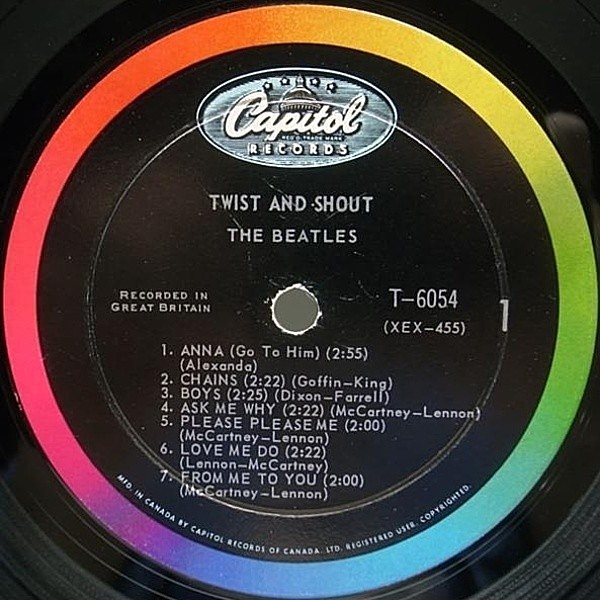 Capitol
REG'D. TRADE MARK
RECORDS
TWIST AND SHOUT
THE BEATLES
RECORDED IN
GREAT BRITAIN
T-6054
(XEX-455)
1
1. ANNA (Go To Him) (2:55)
(Alexanda)
2. CHAINS (2:22) (Goffin-King)
3. BOYS (2:25) (Dixon-Farrell)
4. ASK ME WHY (2:22) (McCartney-Lennon)
5. PLEASE PLEASE ME (2:00)
(McCartney-Lennon)
6. LOVE ME DO (2:22)
(Lennon-McCartney)
7. FROM ME TO YOU (2:00)
(McCartney-Lennon)
MFD. IN CANADA BY CAPITOL RECORDS OF CANADA, LTD. REGISTERED USER. COPYRIGHTED.